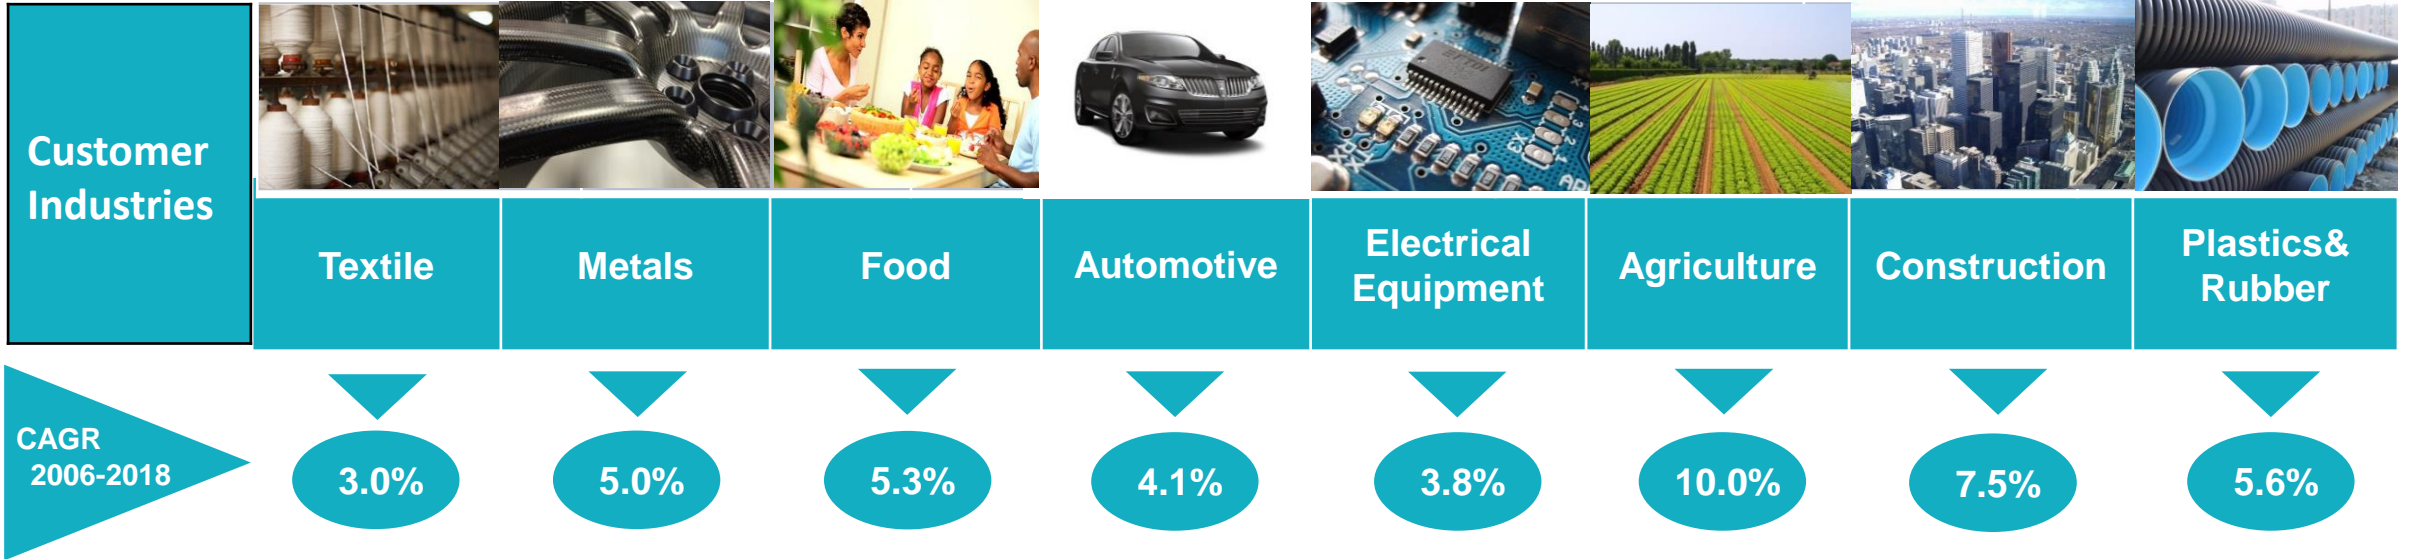 Customer
Industries
Textile
Metals
Food
Automotive
Electrical
Equipment
Agriculture
Construction
Plastics&
Rubber
CAGR
2006-2018
3.0%
5.0%
5.3%
4.1%
3.8%
10.0%
7.5%
5.6%